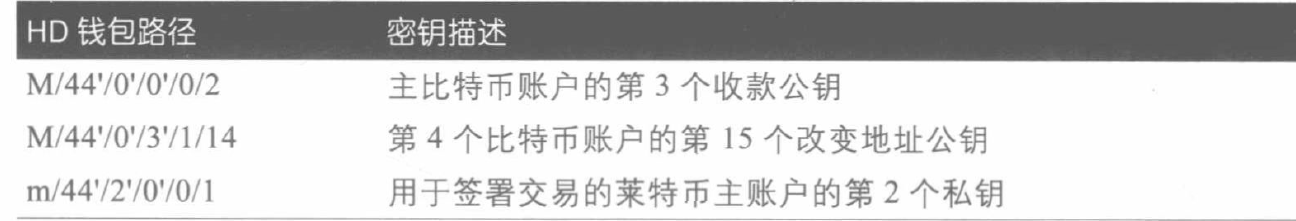 HD 钱包路径 密钥描述
M/44'/0'/0'/0/2 主比特币账户的第 3 个收款公钥
M/44'/0'/3'/1/14 第 4 个比特币账户的第 15 个改变地址公钥
m/44'/2'/0'/0/1 用于签署交易的莱特币主账户的第 2 个私钥